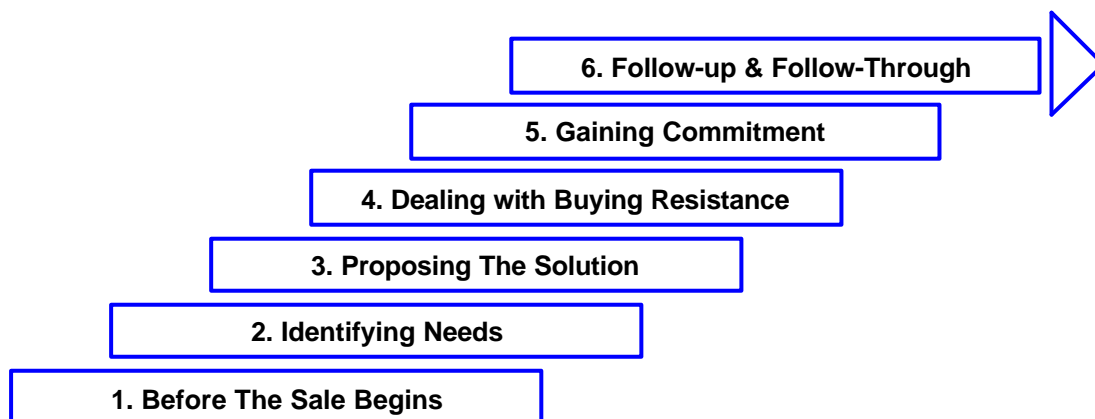 6. Follow-up & Follow-Through
5. Gaining Commitment
4. Dealing with Buying Resistance
3. Proposing The Solution
2. Identifying Needs
1. Before The Sale Begins